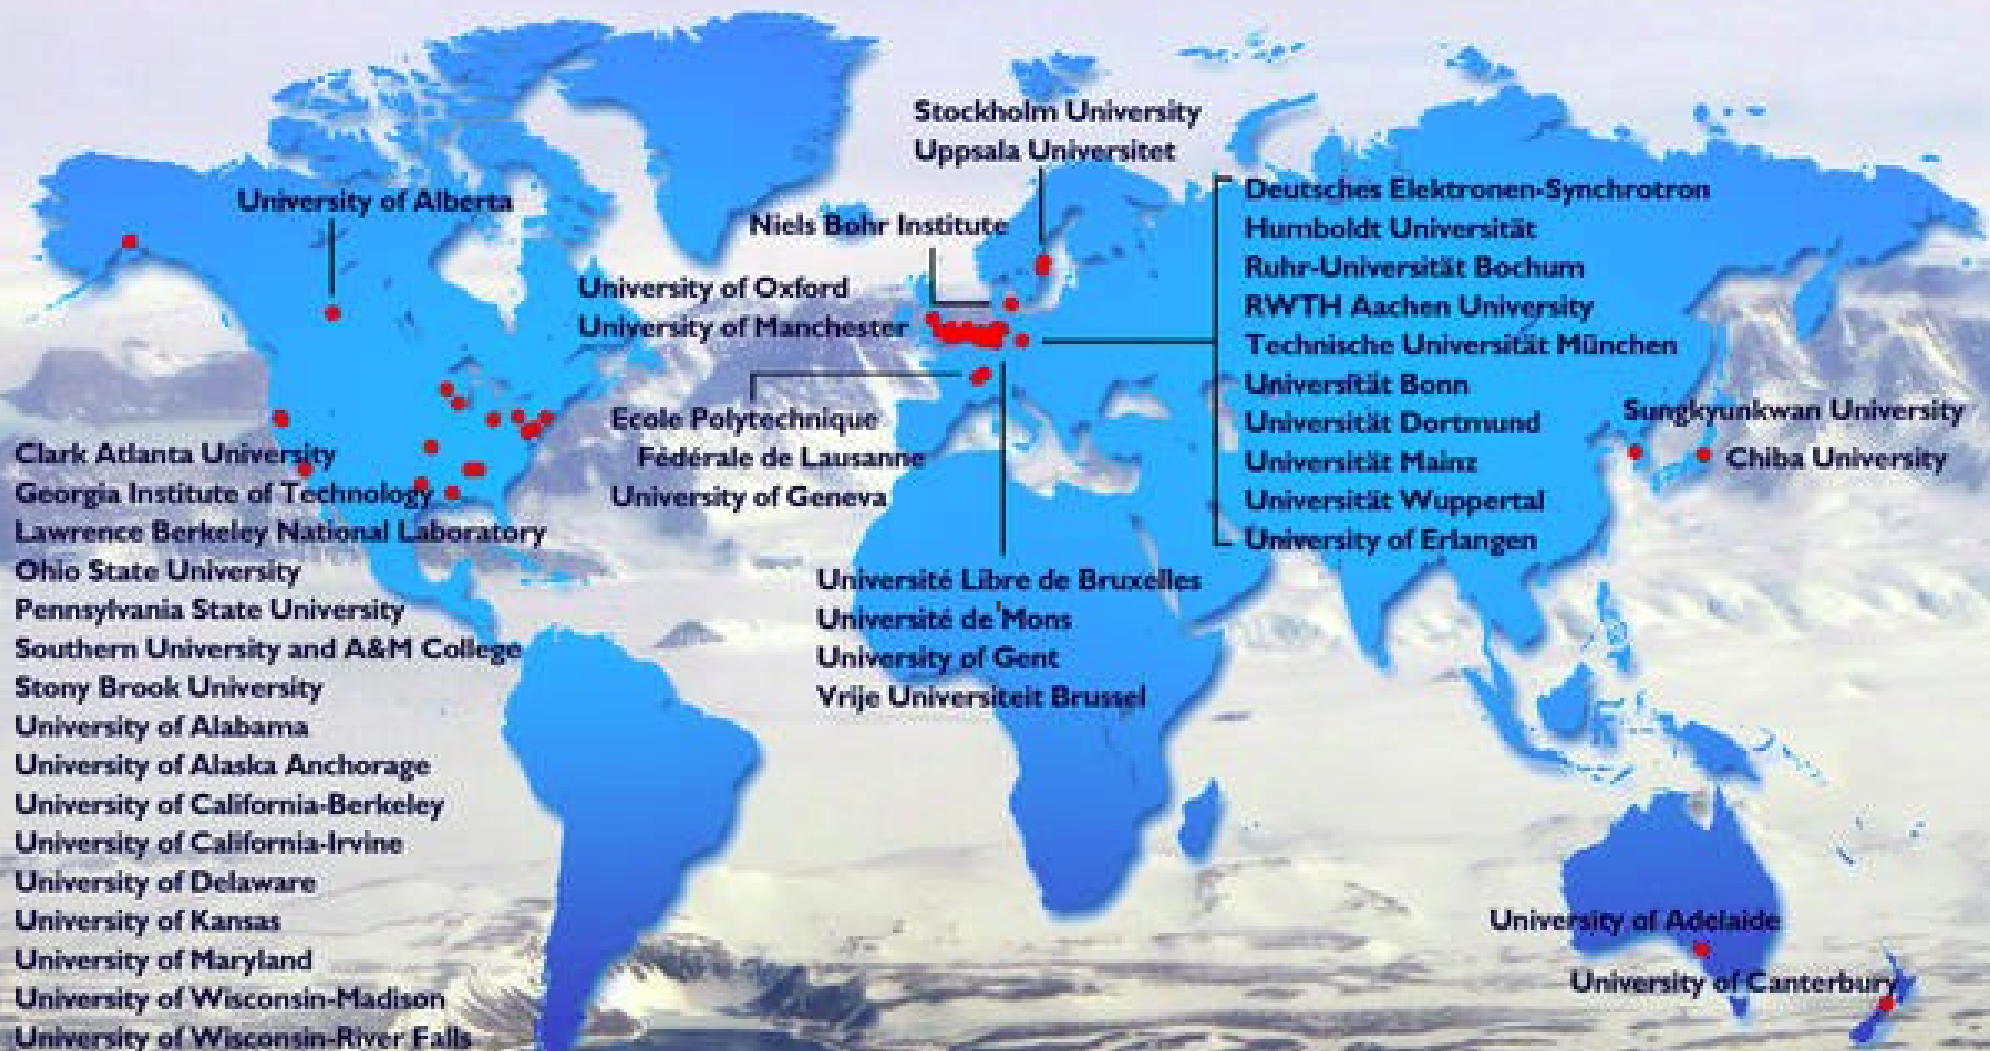 Stockholm University
Uppsala Universitet
University of Alberta
Niels Bohr Institute
University of Oxford
University of Manchester
Deutsches Elektronen-Synchrotron
Humboldt Universität
Ruhr-Universität Bochum
RWTH Aachen University
Technische Universität München
Universität Bonn
Universität Dortmund
Universität Mainz
Universität Wuppertal
University of Erlangen
Sungkyunkwan University
Chiba University
Ecole Polytechnique
Fédérale de Lausanne
University of Geneva
Clark Atlanta University
Georgia Institute of Technology
Lawrence Berkeley National Laboratory
Ohio State University
Pennsylvania State University
Southern University and A&M College
Stony Brook University
University of Alabama
University of Alaska Anchorage
University of California-Berkeley
University of California-Irvine
University of Delaware
University of Kansas
University of Maryland
University of Wisconsin-Madison
University of Wisconsin-River Falls
Université Libre de Bruxelles
Université de Mons
University of Gent
Vrije Universiteit Brussel
University of Adelaide
University of Canterbury